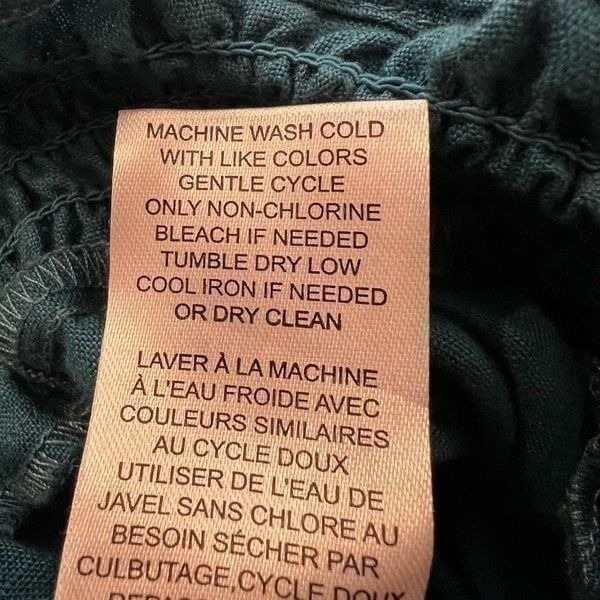 MACHINE WASH COLD
WITH LIKE COLORS
GENTLE CYCLE
ONLY NON-CHLORINE
BLEACH IF NEEDED
TUMBLE DRY LOW
COOL IRON IF NEEDED
OR DRY CLEAN
LAVER À LA MACHINE
À L'EAU FROIDE AVEC
COULEURS SIMILAIRES
AU CYCLE DOUX
UTILISER DE L'EAU DE
JAVEL SANS CHLORE AU
BESOIN SÉCHER PAR
CULBUTAGE,CYCLE DOUX